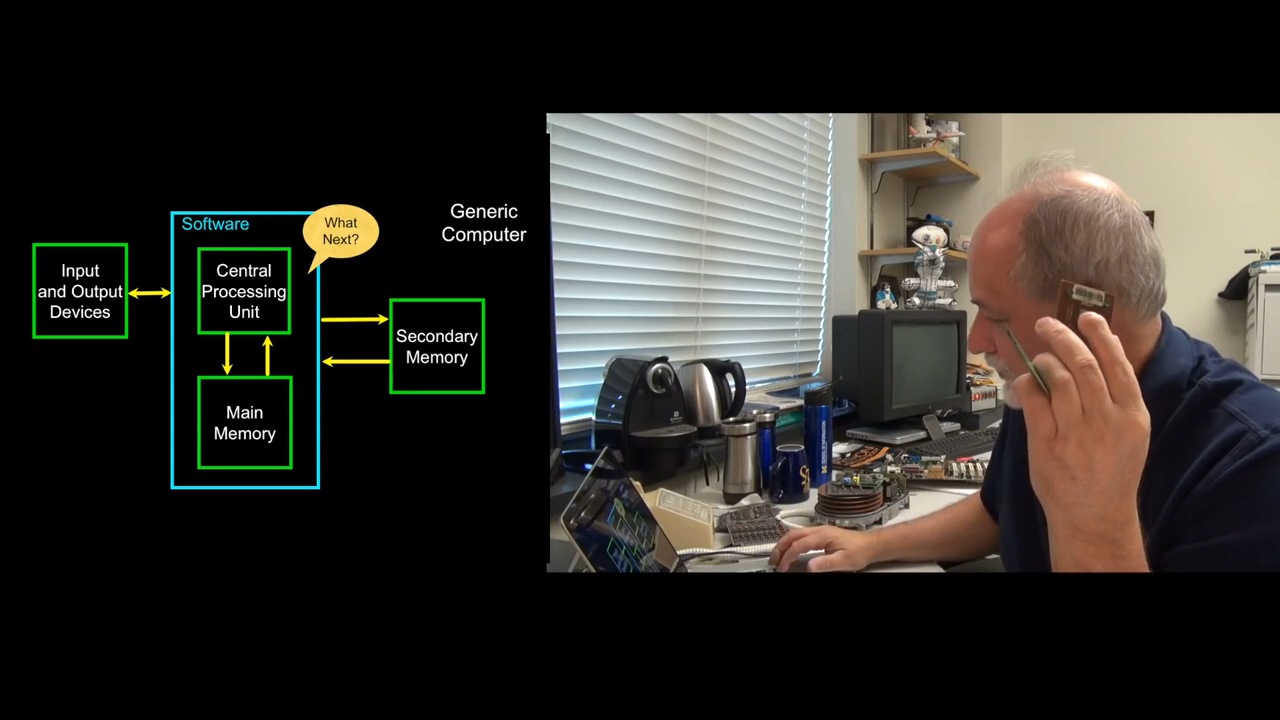 Software
What
Next?
Generic
Computer
Input
and Output
Devices
Central
Processing
Unit
Secondary
Memory
Main
Memory